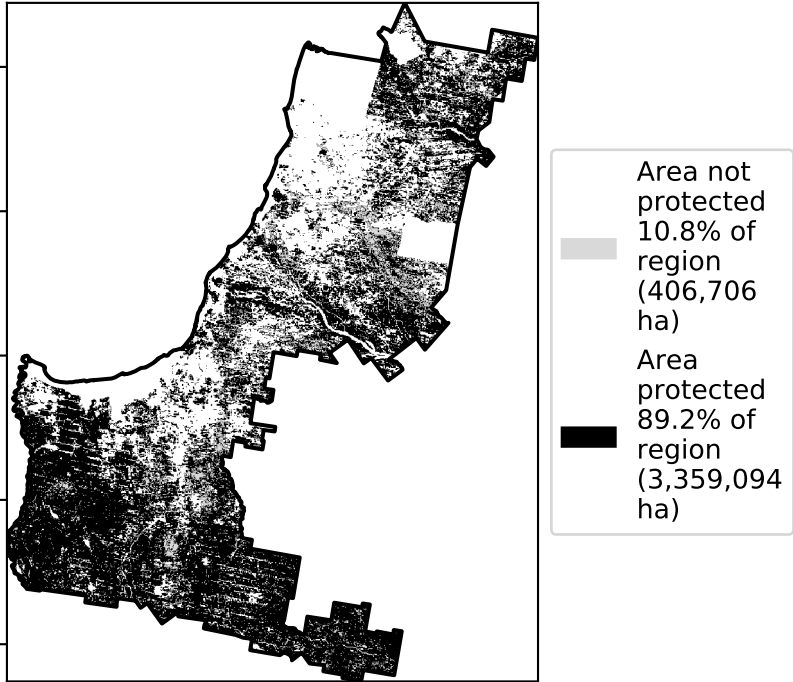 Area not
protected
10.8% of
region
(406,706
ha)
Area
protected
89.2% of
region
(3,359,094
ha)